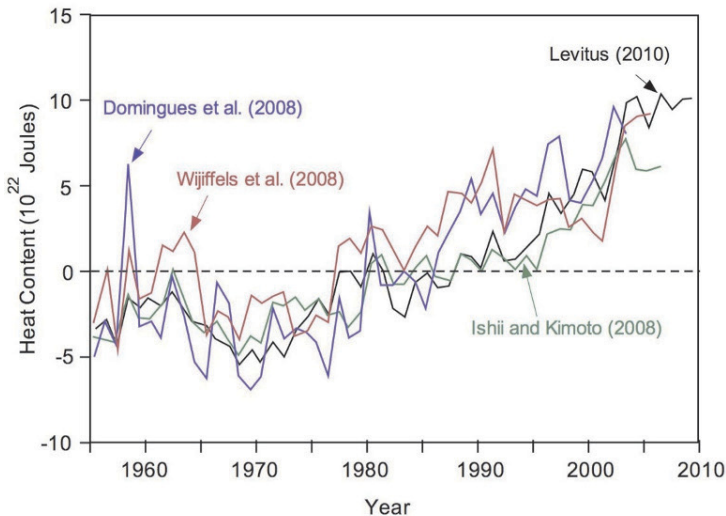 15
10
5
0
-5
-10
Heat Content (10²² Joules)
Levitus (2010)
Domingues et al. (2008)
Wijiffels et al. (2008)
Ishii and Kimoto (2008)
1960 1970 1980 1990 2000 2010
Year